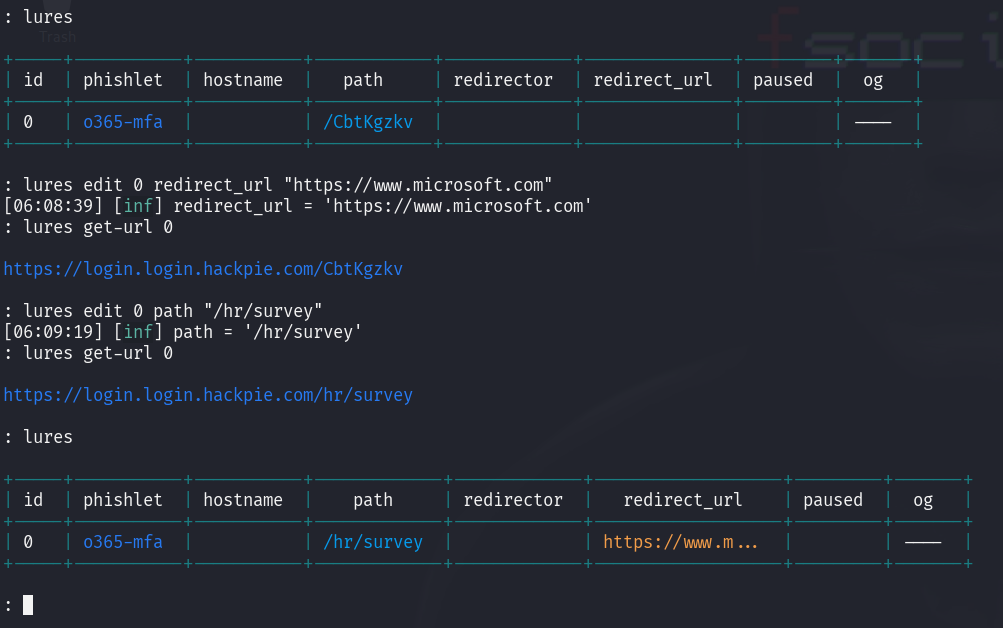 : lures
Trash
fsoci
+-----+-----------+-----------+-----------+-------------+---------------+---------+-------+
| id | phishlet | hostname | path | redirector | redirect_url | paused | og |
+-----+-----------+-----------+-----------+-------------+---------------+---------+-------+
| 0 | o365-mfa | | /CbtKgzkv | | | | ---- |
+-----+-----------+-----------+-----------+-------------+---------------+---------+-------+
: lures edit 0 redirect_url "https://www.microsoft.com"
[06:08:39] [inf] redirect_url = 'https://www.microsoft.com'
: lures get-url 0
https://login.login.hackpie.com/CbtKgzkv
: lures edit 0 path "/hr/survey"
[06:09:19] [inf] path = '/hr/survey'
: lures get-url 0
https://login.login.hackpie.com/hr/survey
: lures
+-----+-----------+-----------+-------------+-------------+-------------------+---------+-------+
| id | phishlet | hostname | path | redirector | redirect_url | paused | og |
+-----+-----------+-----------+-------------+-------------+-------------------+---------+-------+
| 0 | o365-mfa | | /hr/survey | | https://www.m... | | ---- |
+-----+-----------+-----------+-------------+-------------+-------------------+---------+-------+
: